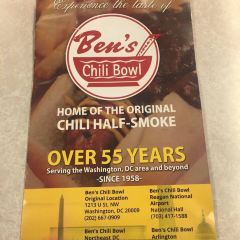 Experience the taste of
Ben's
Chili Bowl
HOME OF THE ORIGINAL
CHILI HALF-SMOKE
OVER 55 YEARS
Serving the Washington, DC area and beyond
-SINCE 1958-
Ben's Chili Bowl
Original Location
1213 U St. NW
Washington, DC 20009
(202) 667-0909
Ben's Chili Bowl
Reagan National
Airport
National Hall
(703) 417-1588
Ben's Chili Bowl
Northeast DC
Ben's Chili Bowl
Arlington